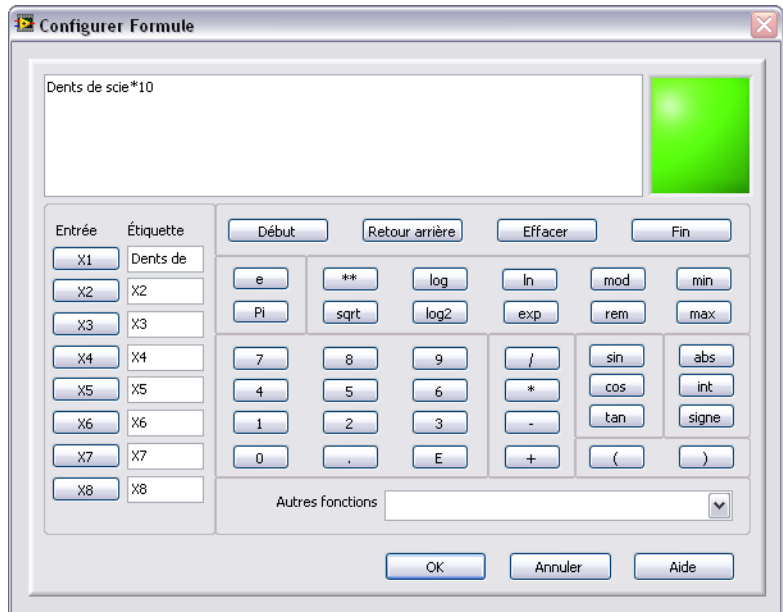 Configurer Formule
Dents de scie*10
Entrée Étiquette
Début Retour arrière Effacer Fin
X1 Dents de
X2 X2
X3 X3
X4 X4
X5 X5
X6 X6
X7 X7
X8 X8
e ** log ln mod min
Pi sqrt log2 exp rem max
7 8 9 / sin abs
4 5 6 * cos int
1 2 3 - tan signe
0 . E + ( )
Autres fonctions
OK Annuler Aide